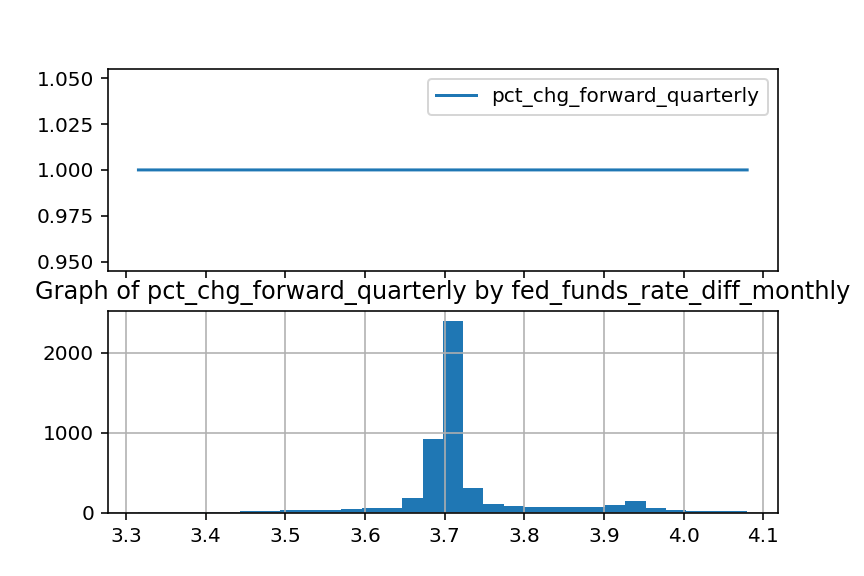 1.050
1.025
1.000
0.975
0.950
pct_chg_forward_quarterly
Graph of pct_chg_forward_quarterly by fed_funds_rate_diff_monthly
2000
1000
0
3.3 3.4 3.5 3.6 3.7 3.8 3.9 4.0 4.1